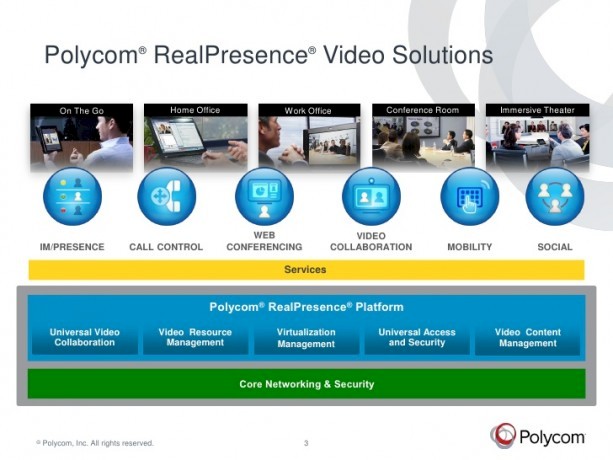 Polycom® RealPresence® Video Solutions
On The Go
Home Office
Work Office
Conference Room
Immersive Theater
IM/PRESENCE
CALL CONTROL
WEB
CONFERENCING
VIDEO
COLLABORATION
MOBILITY
SOCIAL
Services
Polycom® RealPresence® Platform
Universal Video
Collaboration
Video Resource
Management
Virtualization
Management
Universal Access
and Security
Video Content
Management
Core Networking & Security
© Polycom, Inc. All rights reserved.
3
Polycom